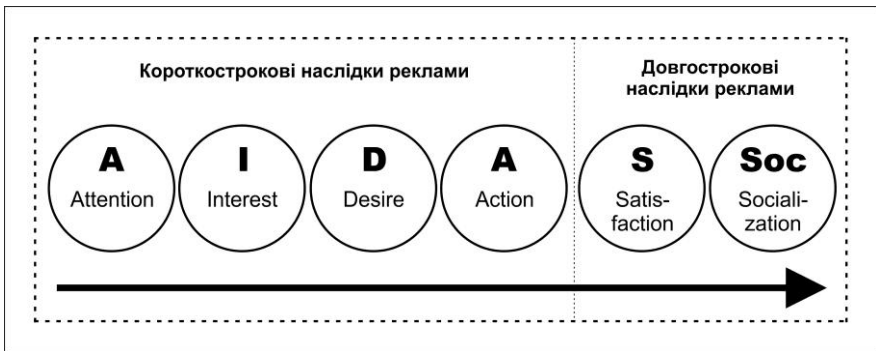 Короткострокові наслідки реклами
Довгострокові
наслідки реклами
A
Attention
I
Interest
D
Desire
A
Action
S
Satis-
faction
Soc
Sociali-
zation